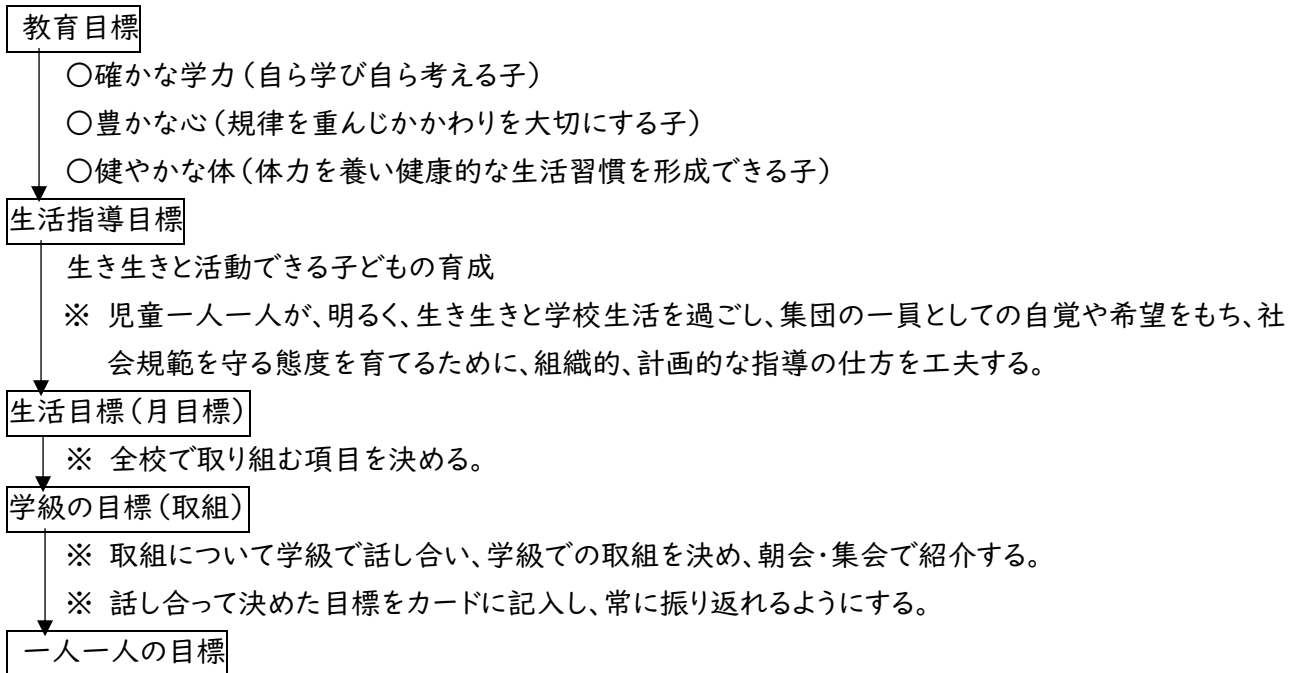 教育目標
○確かな学力（自ら学び自ら考える子）
○豊かな心（規律を重んじかかわりを大切にする子）
○健やかな体（体力を養い健康的な生活習慣を形成できる子）
生活指導目標
生き生きと活動できる子どもの育成
※ 児童一人一人が、明るく、生き生きと学校生活を過ごし、集団の一員としての自覚や希望をもち、社
会規範を守る態度を育てるために、組織的、計画的な指導の仕方を工夫する。
生活目標（月目標）
※ 全校で取り組む項目を決める。
学級の目標（取組）
※ 取組について学級で話し合い、学級での取組を決め、朝会・集会で紹介する。
※ 話し合って決めた目標をカードに記入し、常に振り返れるようにする。
一人一人の目標